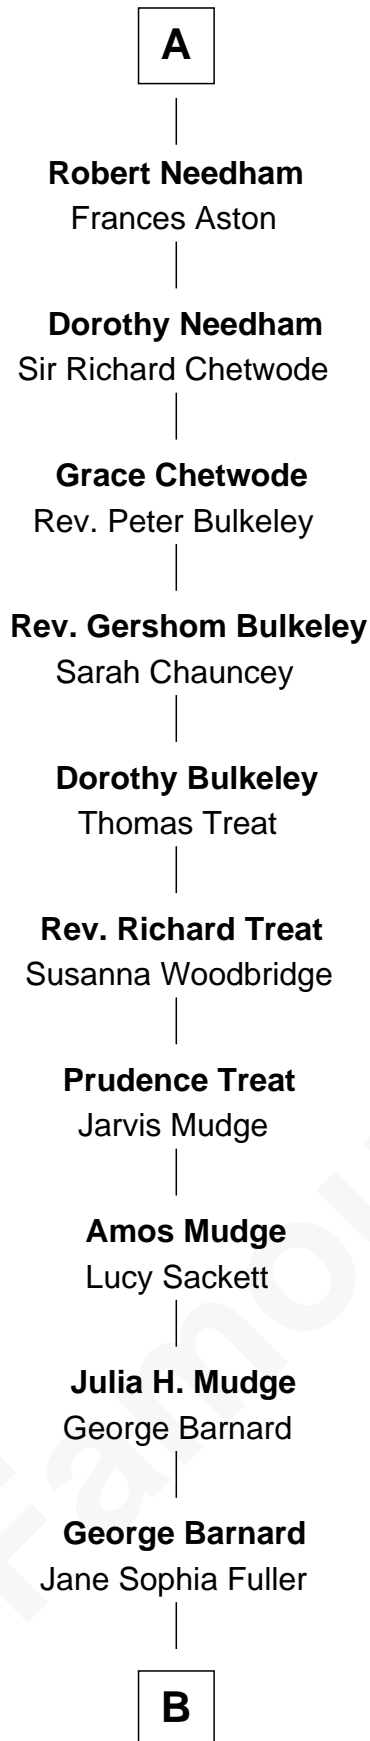 A
Robert Needham
Frances Aston
Dorothy Needham
Sir Richard Chetwode
Grace Chetwode
Rev. Peter Bulkeley
Rev. Gershom Bulkeley
Sarah Chauncey
Dorothy Bulkeley
Thomas Treat
Rev. Richard Treat
Susanna Woodbridge
Prudence Treat
Jarvis Mudge
Amos Mudge
Lucy Sackett
Julia H. Mudge
George Barnard
George Barnard
Jane Sophia Fuller
B